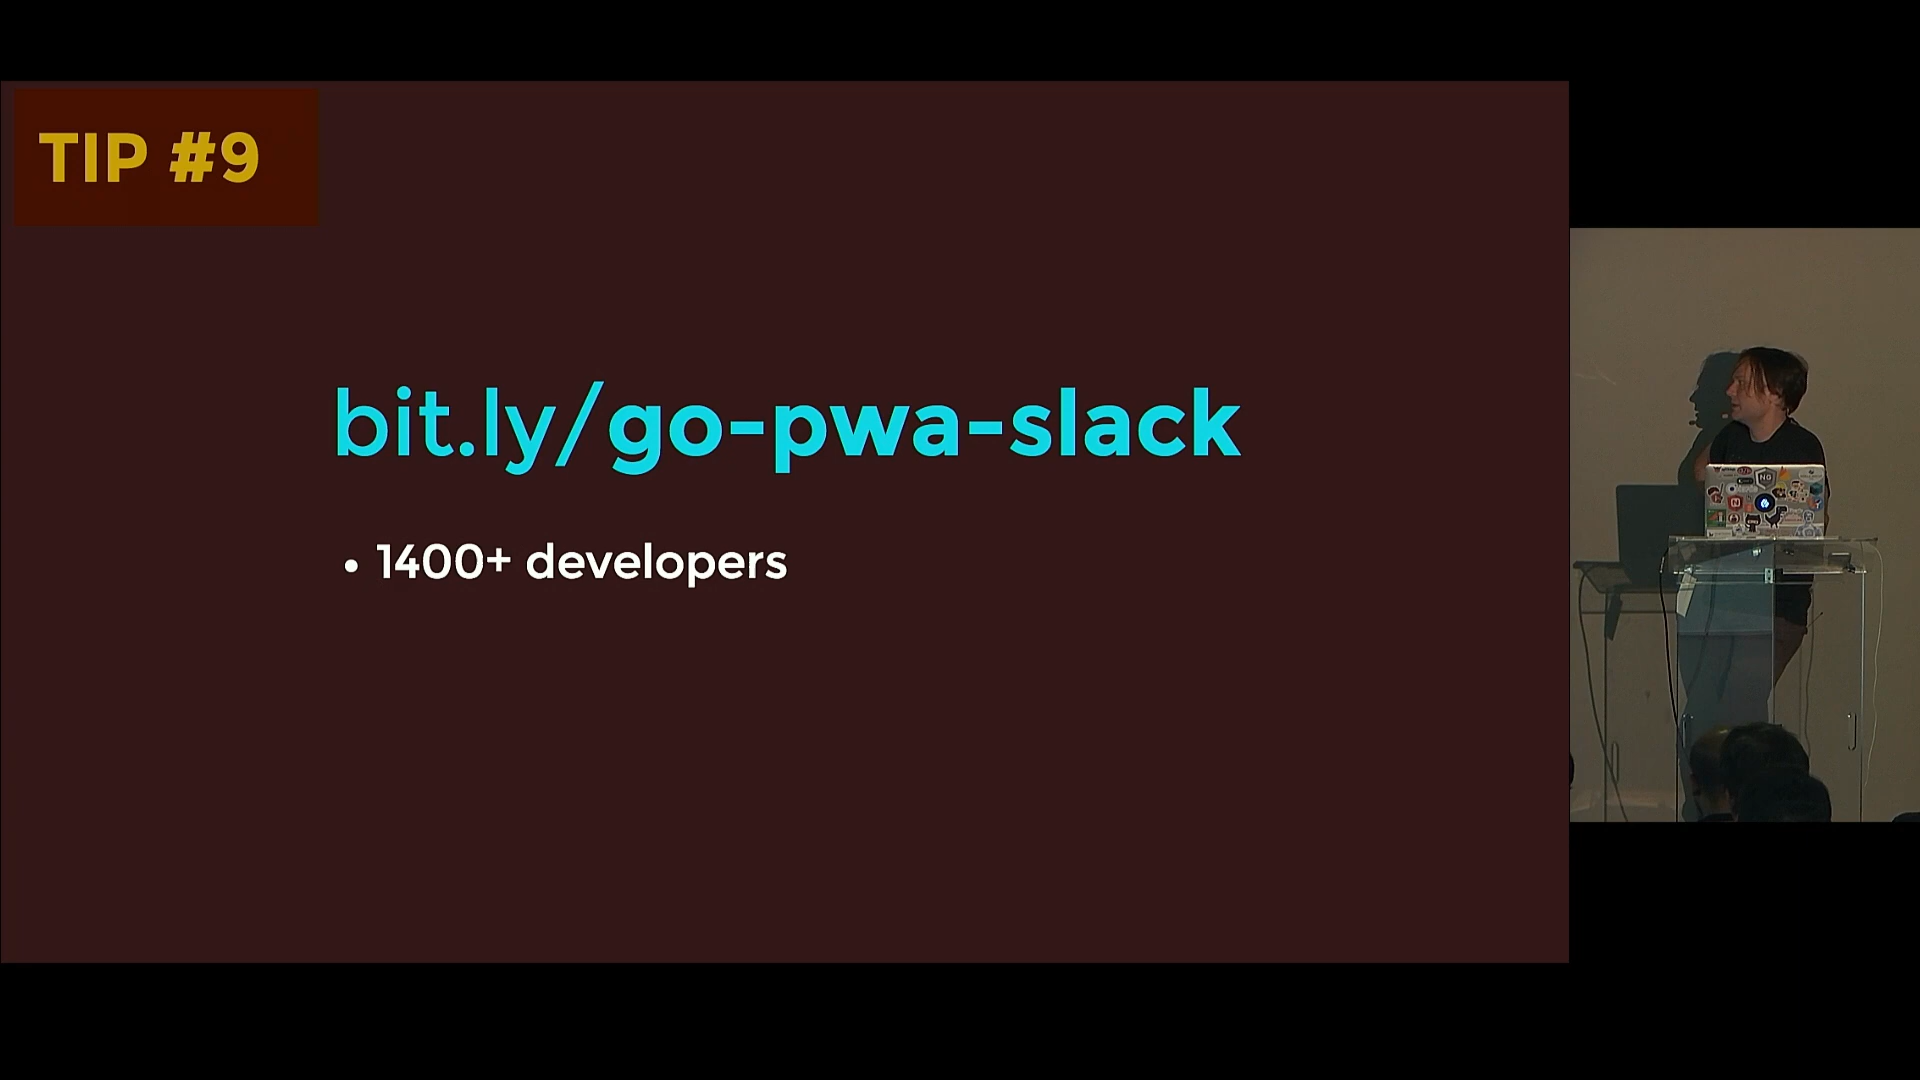 TIP #9
bit.ly/go-pwa-slack
• 1400+ developers